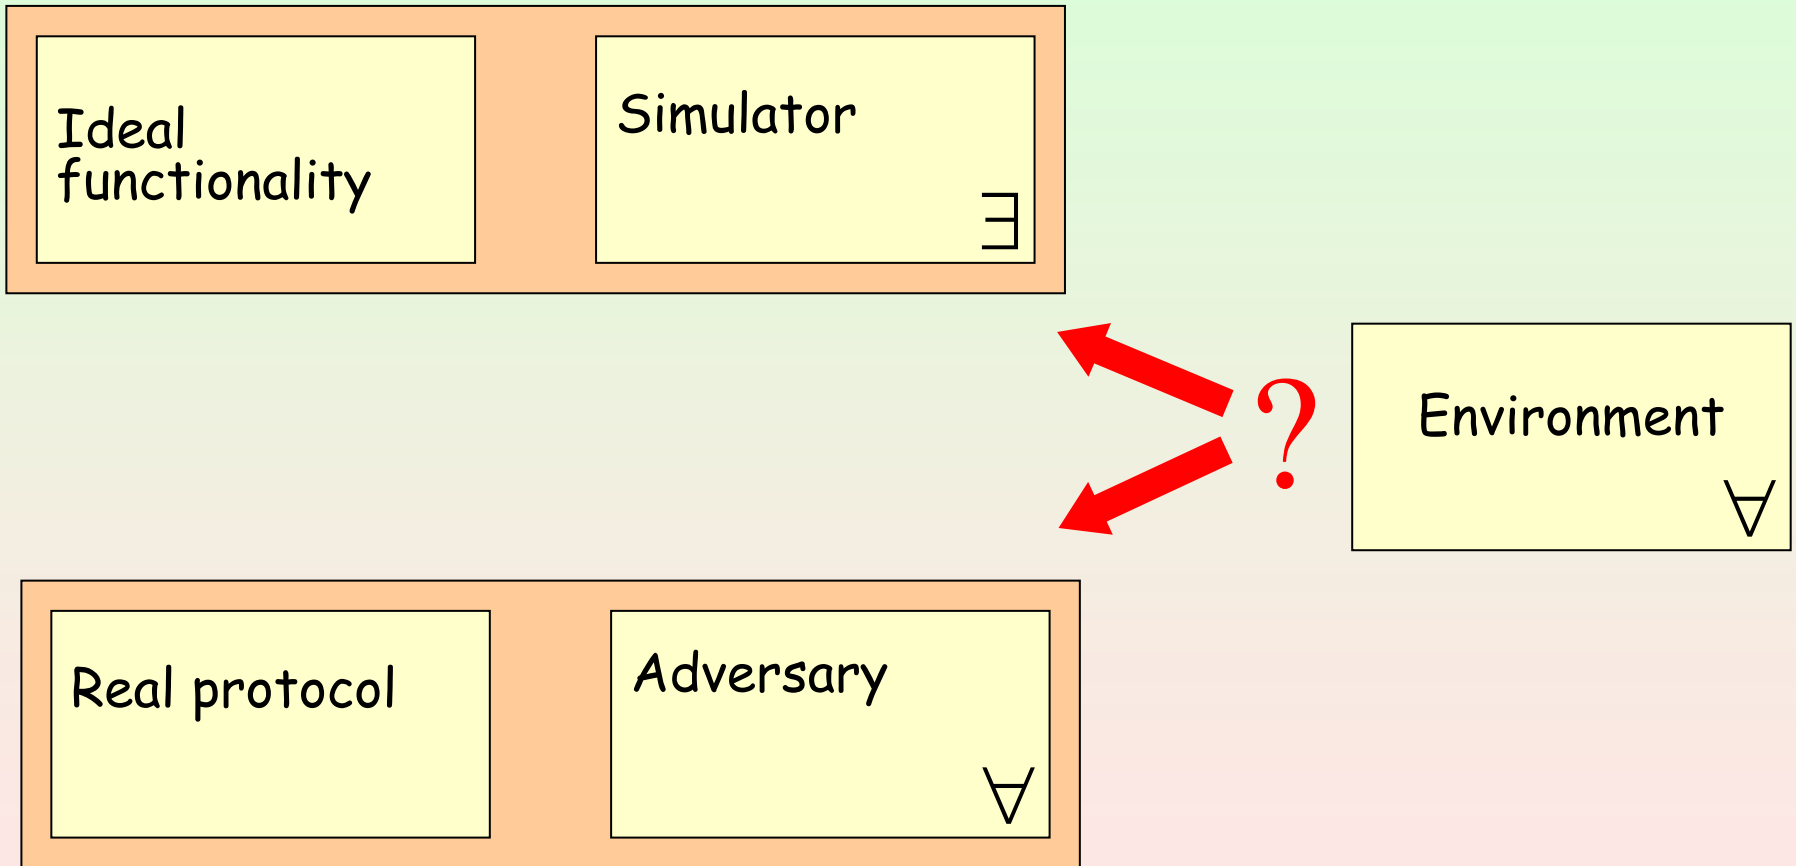 Ideal
functionality
Simulator
∃
?
Environment
∀
Real protocol
Adversary
∀